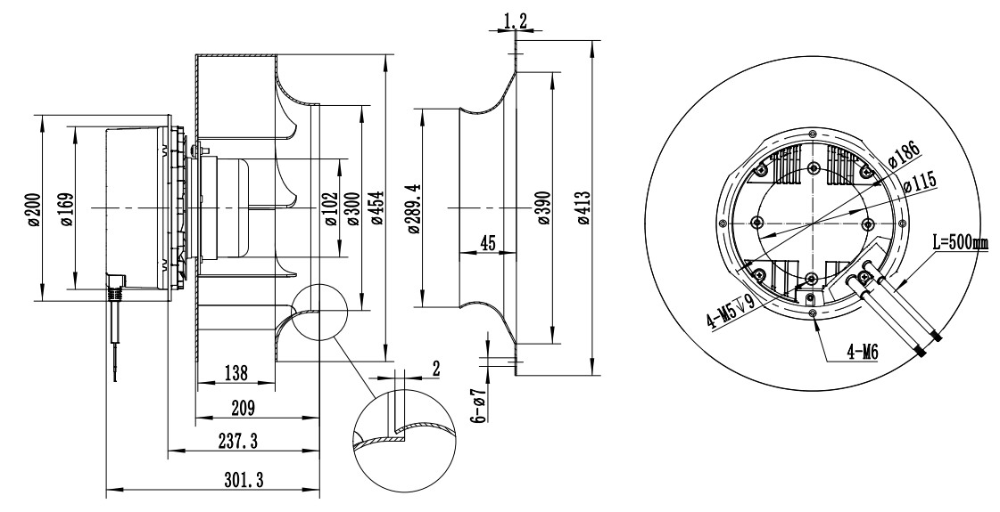 1.2
ø200
ø169
ø102
ø300
ø454
ø289.4
45
ø390
ø413
ø186
ø115
L=500mm
4-M5↧9
4-M6
138
2
6-ø7
209
237.3
301.3